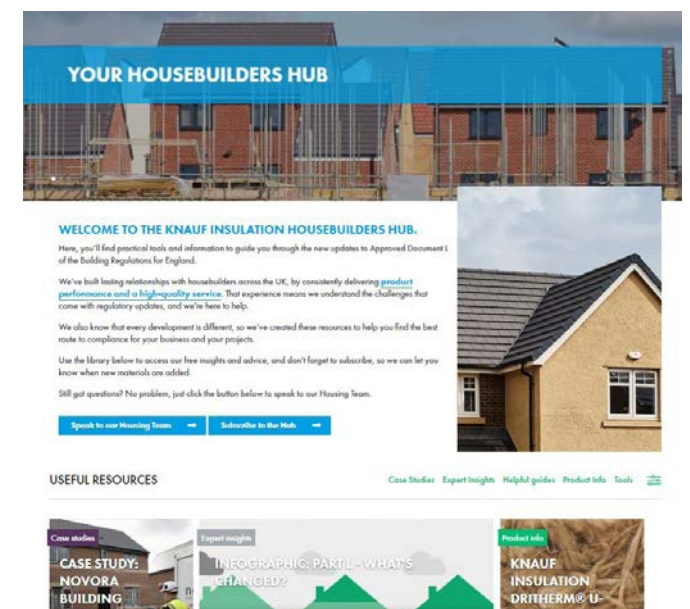 YOUR HOUSEBUILDERS HUB
WELCOME TO THE KNAUF INSULATION HOUSEBUILDERS HUB.
Here, you'll find practical tools and information to guide you through the new updates to Approved Document L
of the Building Regulations for England.
We've built lasting relationships with housebuilders across the UK, by consistently delivering product
performance and a high-quality service. That experience means we understand the challenges that
come with regulatory updates, and we're here to help.
We also know that every development is different, so we've created these resources to help you find the best
route to compliance for your business and your projects.
Use the library below to access our free insights and advice, and don't forget to subscribe, so we can let you
know when new materials are added.
Still got questions? No problem, just click the button below to speak to our Housing Team.
Speak to our Housing Team → Subscribe to the Hub →
USEFUL RESOURCES Case Studies Expert Insights Helpful guides Product Info Tools
Case studies Expert insights Product info
CASE STUDY:
NOVORA
BUILDING
INFOGRAPHIC: PART L - WHAT'S
CHANGED?
KNAUF
INSULATION
DRITHERM® U-